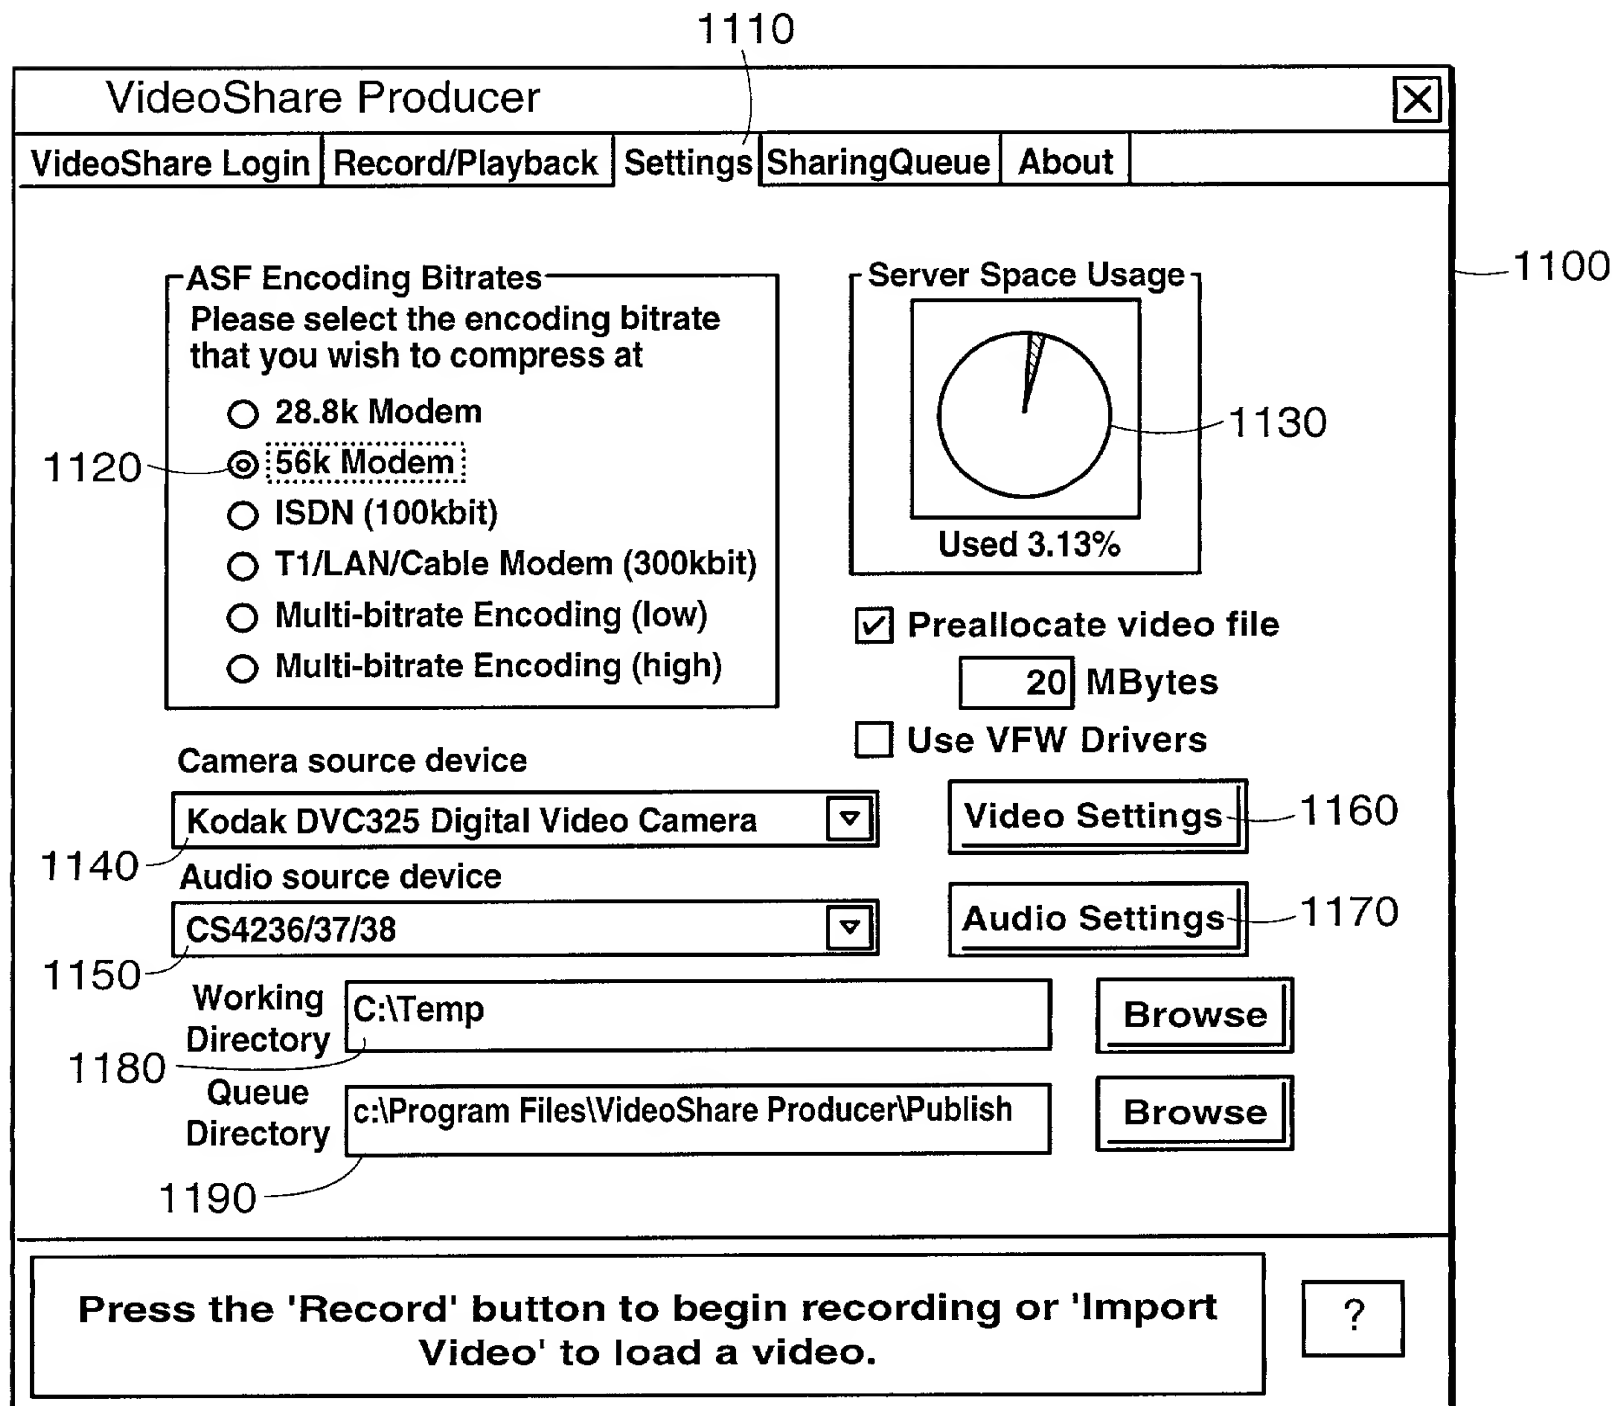 1110
VideoShare Producer
VideoShare Login
Record/Playback
Settings
SharingQueue
About
1100
ASF Encoding Bitrates
Please select the encoding bitrate
that you wish to compress at
28.8k Modem
1120
56k Modem
ISDN (100kbit)
T1/LAN/Cable Modem (300kbit)
Multi-bitrate Encoding (low)
Multi-bitrate Encoding (high)
Server Space Usage
1130
Used 3.13%
Preallocate video file
20 MBytes
Use VFW Drivers
Camera source device
Kodak DVC325 Digital Video Camera
1140
Video Settings
1160
Audio source device
CS4236/37/38
1150
Audio Settings
1170
Working
Directory
C:\Temp
1180
Browse
Queue
Directory
c:\Program Files\VideoShare Producer\Publish
1190
Browse
Press the 'Record' button to begin recording or 'Import
Video' to load a video.
?